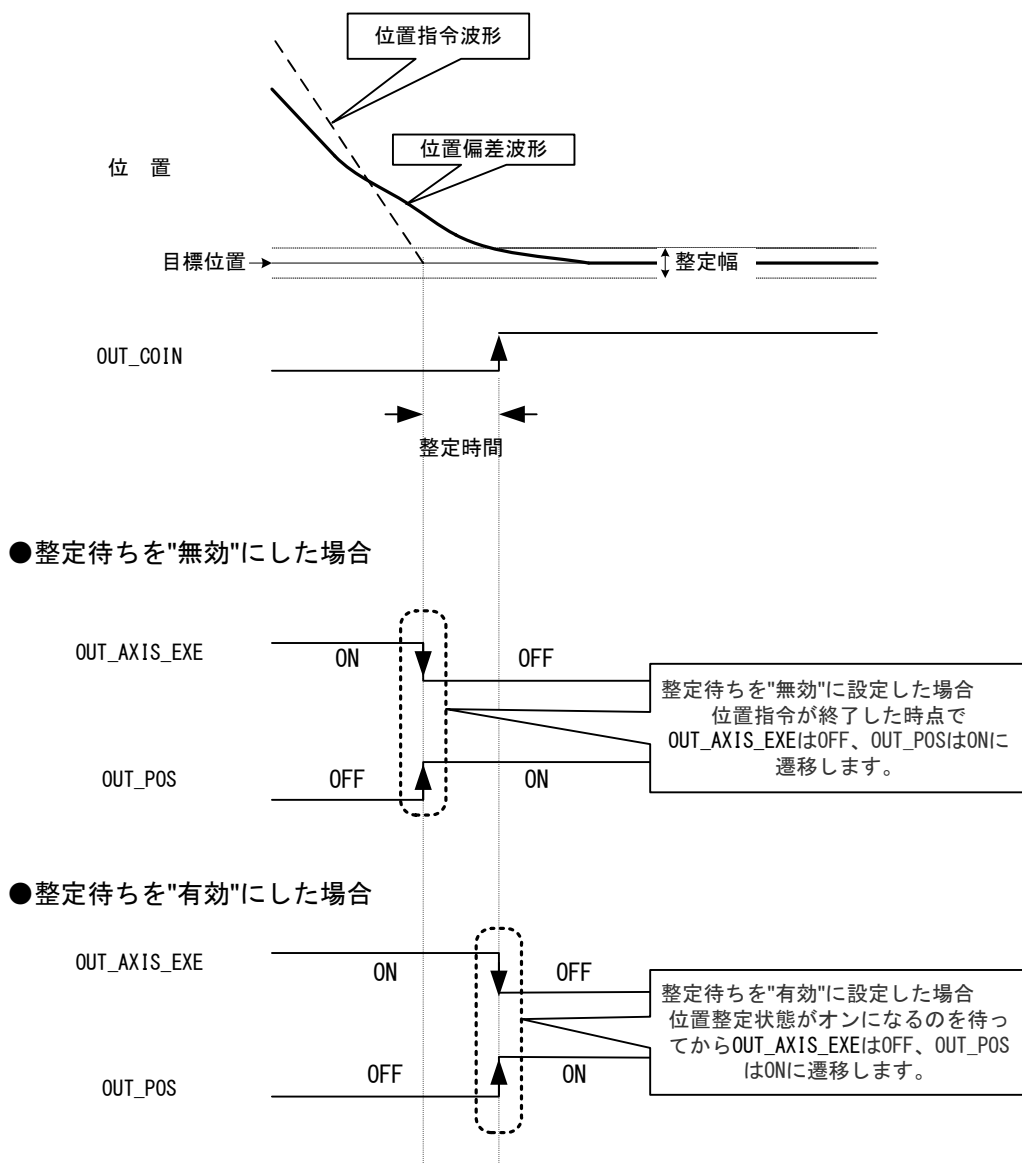 位置指令波形
位置偏差波形
位 置
目標位置
整定幅
OUT_COIN
整定時間
●整定待ちを"無効"にした場合
OUT_AXIS_EXE
ON
OFF
整定待ちを"無効"に設定した場合
位置指令が終了した時点で
OUT_AXIS_EXEはOFF、OUT_POSはONに
遷移します。
OUT_POS
OFF
ON
●整定待ちを"有効"にした場合
OUT_AXIS_EXE
ON
OFF
整定待ちを"有効"に設定した場合
位置整定状態がオンになるのを待っ
てからOUT_AXIS_EXEはOFF、OUT_POS
はONに遷移します。
OUT_POS
OFF
ON